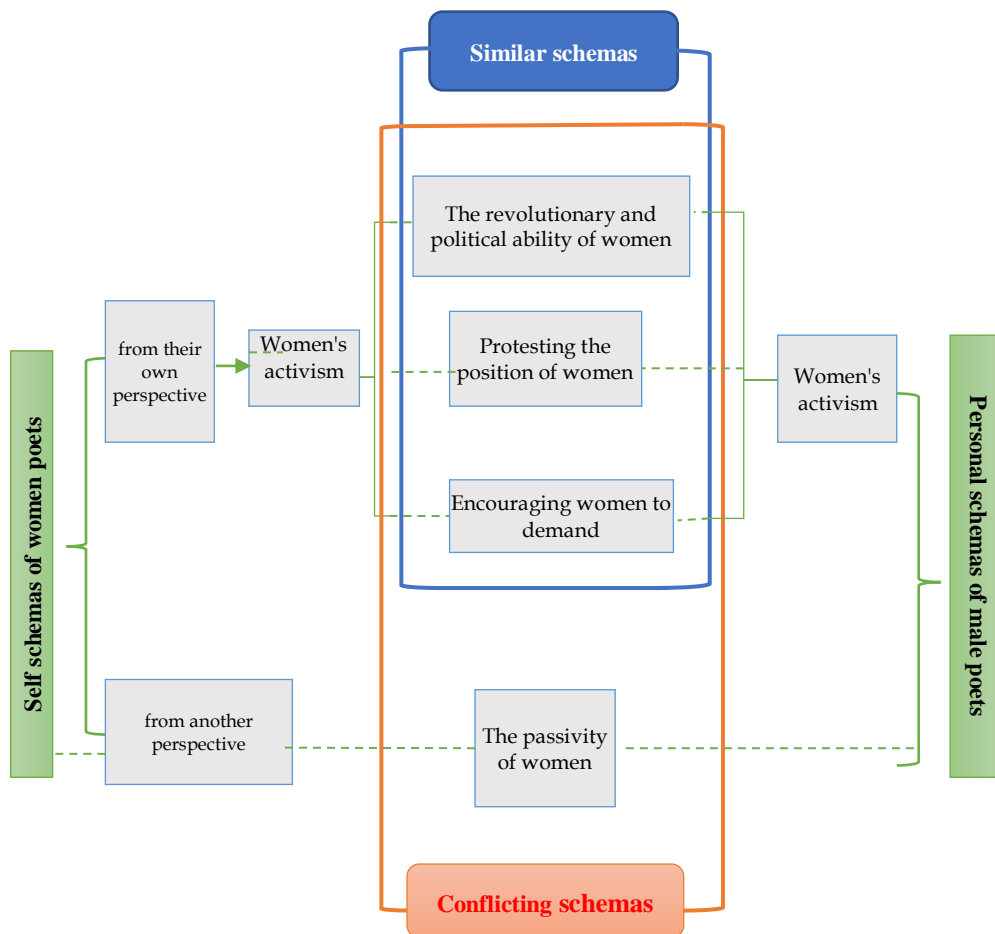 Similar schemas
The revolutionary and
political ability of women
from their
own
perspective
Women's
activism
Protesting the
position of women
Women's
activism
Encouraging women to
demand
Self schemas of women poets
Personal schemas of male poets
from another
perspective
The passivity
of women
Conflicting schemas